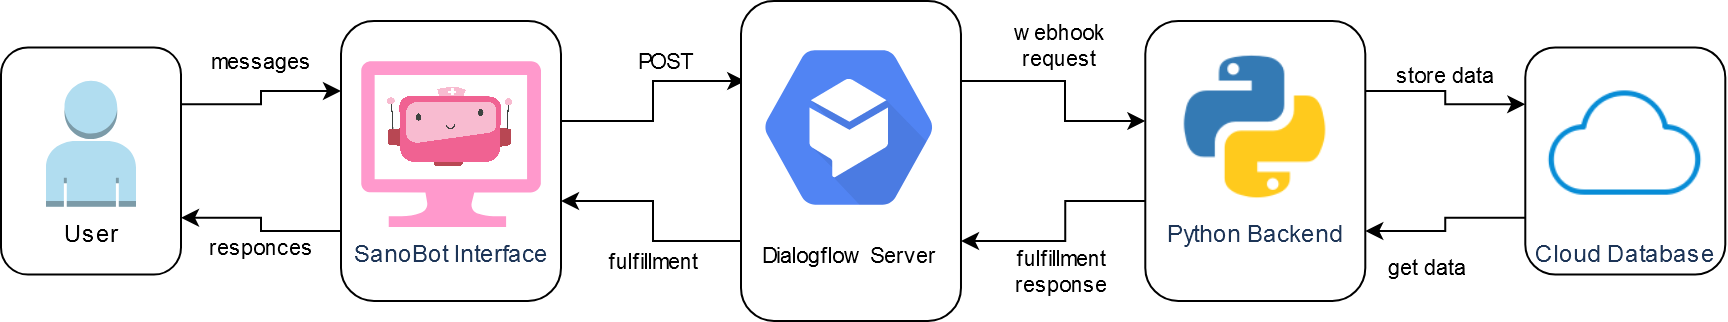 messages
responces
User
SanoBot Interface
POST
fulfillment
Dialogflow Server
w ebhook
request
fulfillment
response
Python Backend
store data
get data
Cloud Database